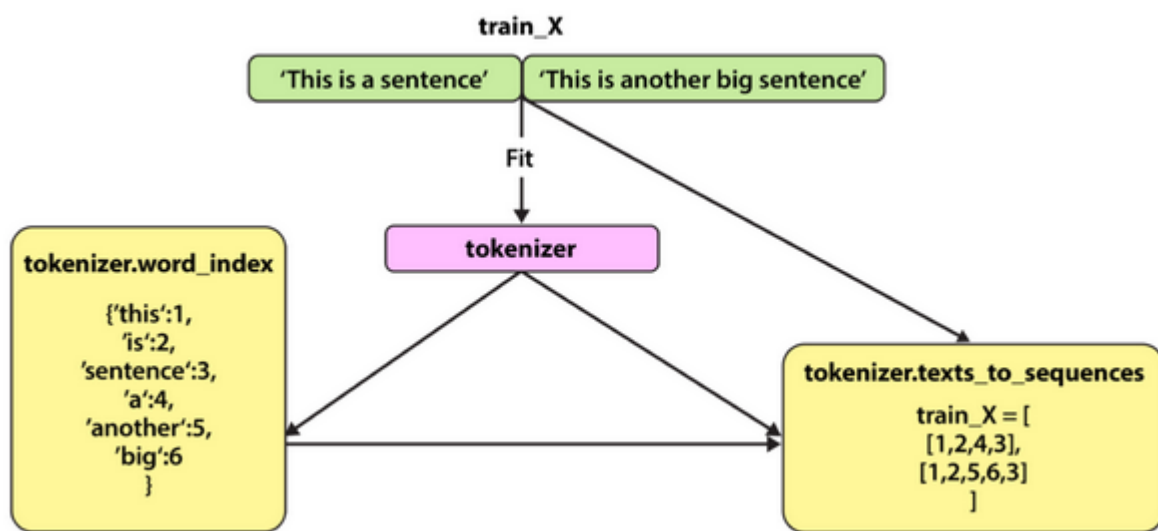 train_X
‘This is a sentence’
‘This is another big sentence’
Fit
tokenizer
tokenizer.word_index
{‘this‘:1,
‘is‘:2,
‘sentence‘:3,
‘a‘:4,
‘another‘:5,
‘big‘:6
}
tokenizer.texts_to_sequences
train_X = [
[1,2,4,3],
[1,2,5,6,3]
]